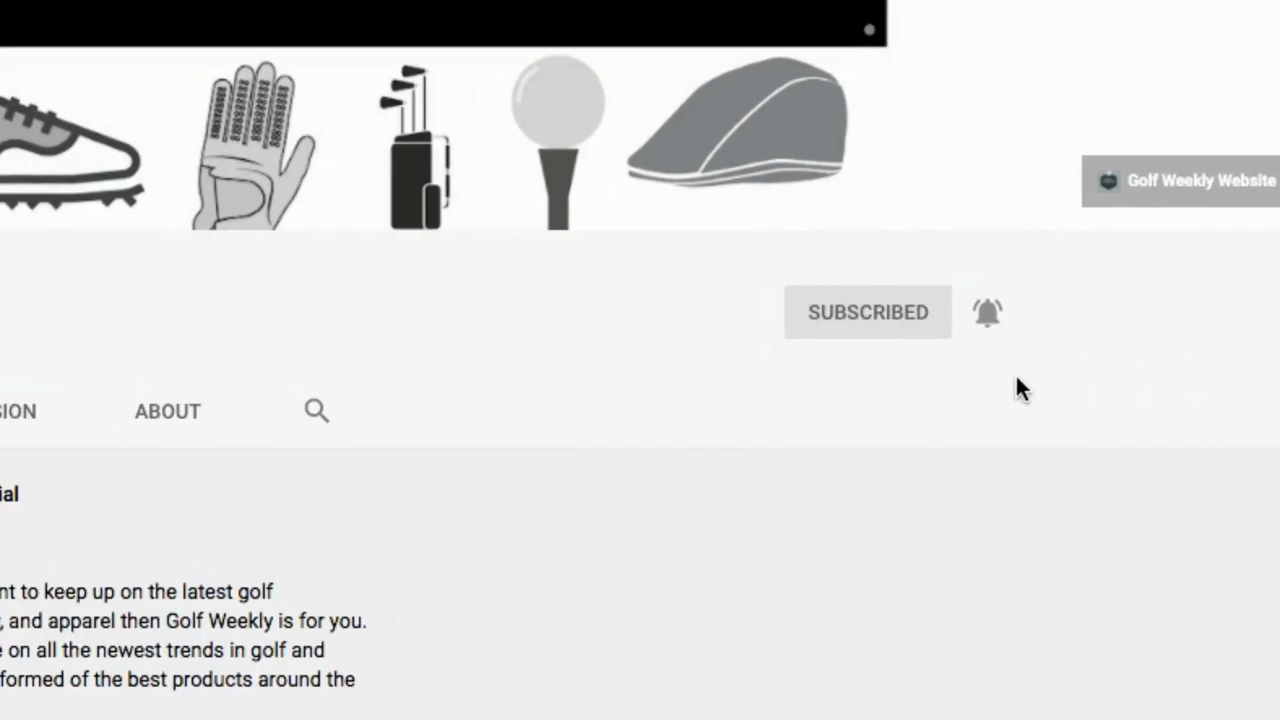 Golf Weekly Website
SUBSCRIBED
SION
ABOUT
ial
nt to keep up on the latest golf
, and apparel then Golf Weekly is for you.
e on all the newest trends in golf and
formed of the best products around the